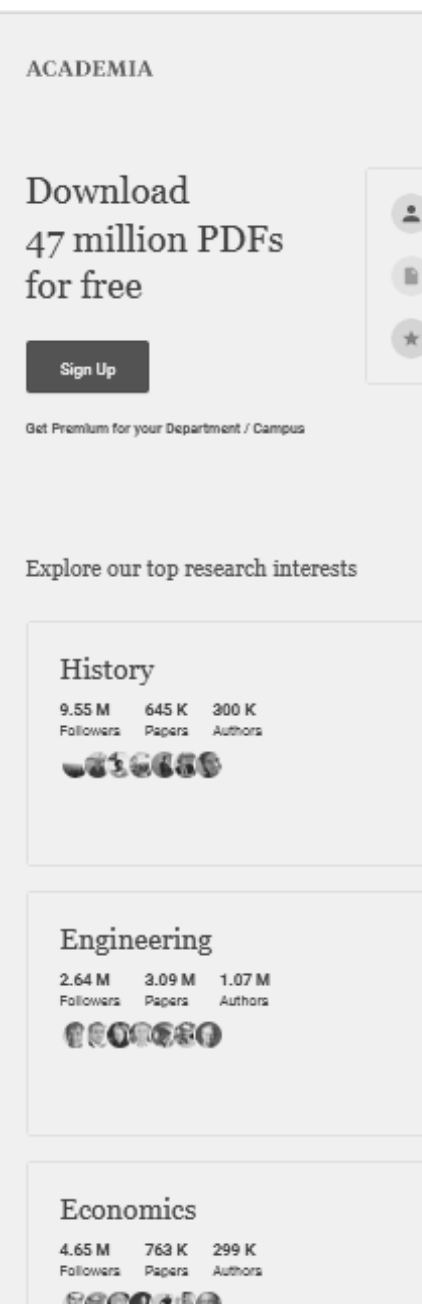 ACADEMIA
Download
47 million PDFs
for free
Sign Up
Get Premium for your Department / Campus
Explore our top research interests
History
9.55 M 645 K 300 K
Followers Papers Authors
Engineering
2.64 M 3.09 M 1.07 M
Followers Papers Authors
Economics
4.65 M 763 K 299 K
Followers Papers Authors